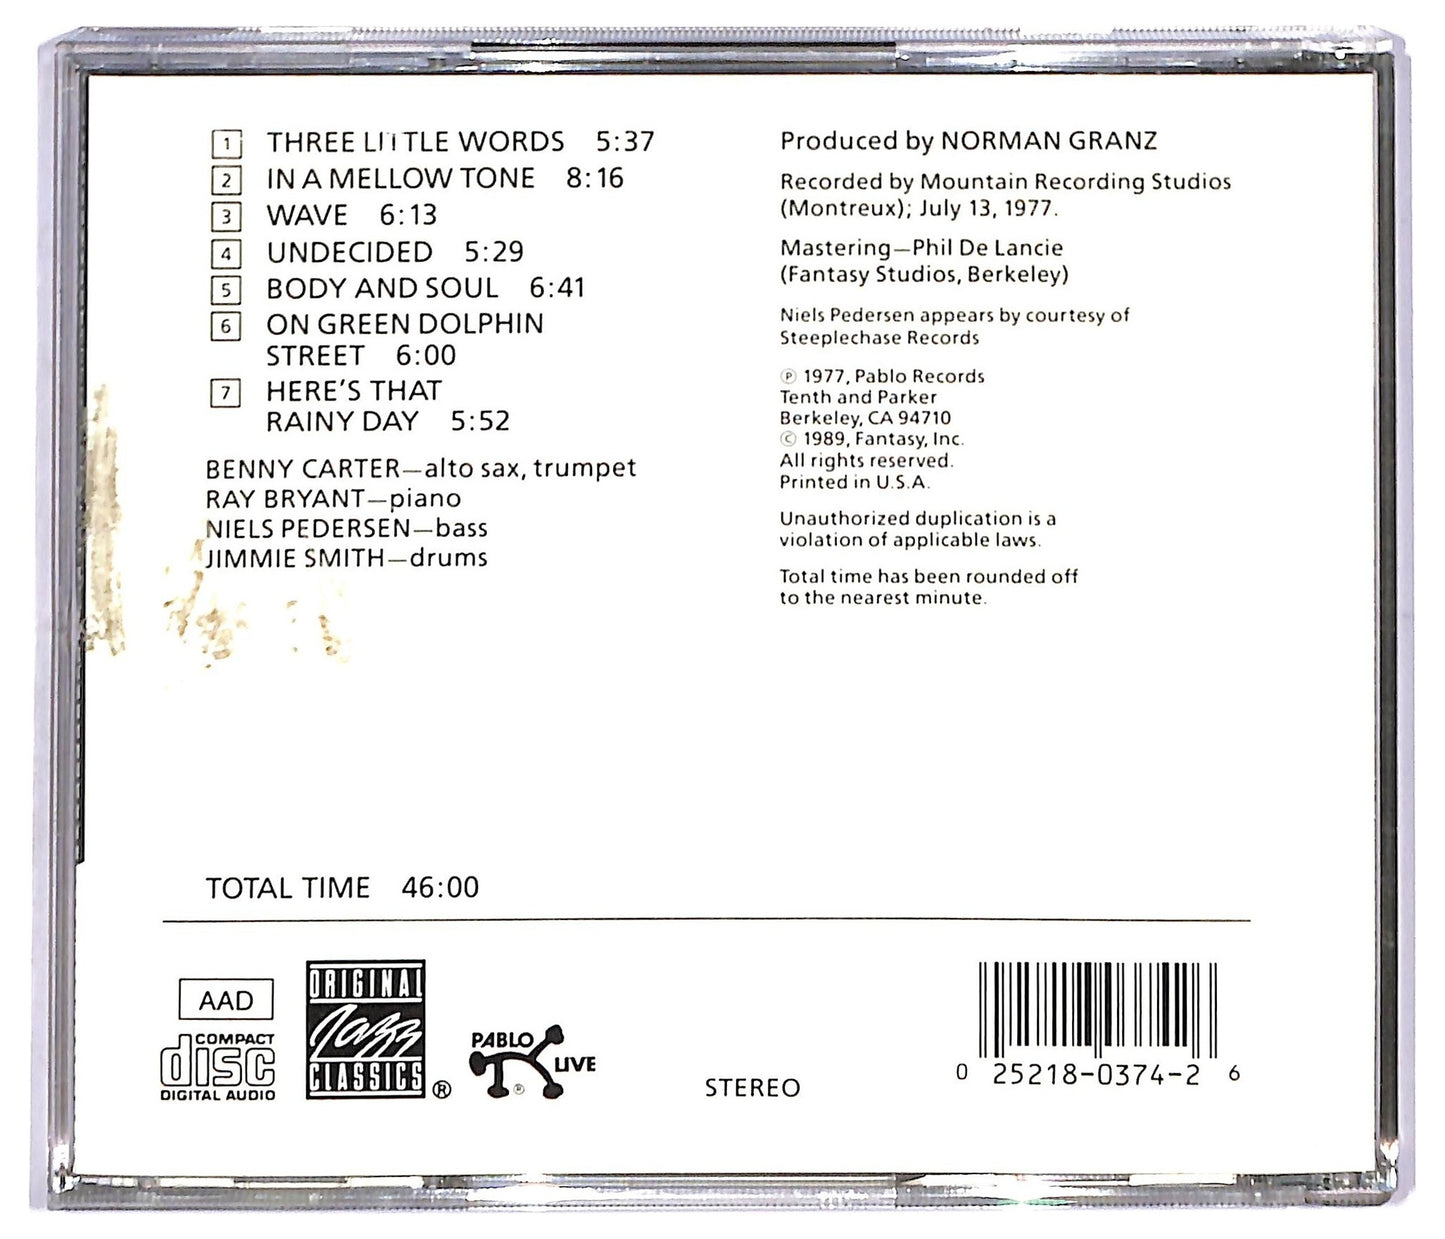 1 THREE LITTLE WORDS 5:37
2 IN A MELLOW TONE 8:16
3 WAVE 6:13
4 UNDECIDED 5:29
5 BODY AND SOUL 6:41
6 ON GREEN DOLPHIN
STREET 6:00
7 HERE'S THAT
RAINY DAY 5:52
BENNY CARTER—alto sax, trumpet
RAY BRYANT—piano
NIELS PEDERSEN—bass
JIMMIE SMITH—drums
Produced by NORMAN GRANZ
Recorded by Mountain Recording Studios
(Montreux); July 13, 1977.
Mastering—Phil De Lancie
(Fantasy Studios, Berkeley)
Niels Pedersen appears by courtesy of
Steeplechase Records
℗ 1977, Pablo Records
Tenth and Parker
Berkeley, CA 94710
© 1989, Fantasy, Inc.
All rights reserved.
Printed in U.S.A.
Unauthorized duplication is a
violation of applicable laws.
Total time has been rounded off
to the nearest minute.
TOTAL TIME 46:00
AAD
COMPACT
disc
DIGITAL AUDIO
ORIGINAL
Jazz
CLASSICS ®
PABLO
LIVE
®
STEREO
0 25218-0374-2 6